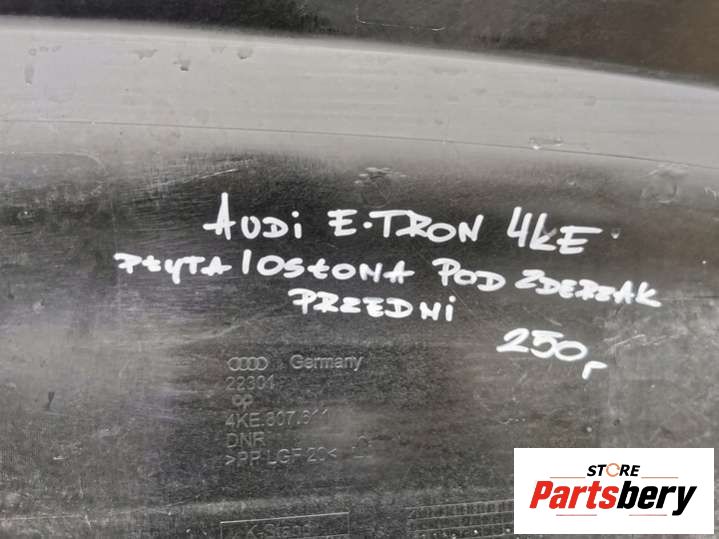 AUDI E-TRON 4KE
PŁYTA/OSŁONA POD ZDERZAK
PRZEDNI
250,-
Germany
22301
4KE.807.611
DNR
>PP LGF 20<
STORE
Partsbery